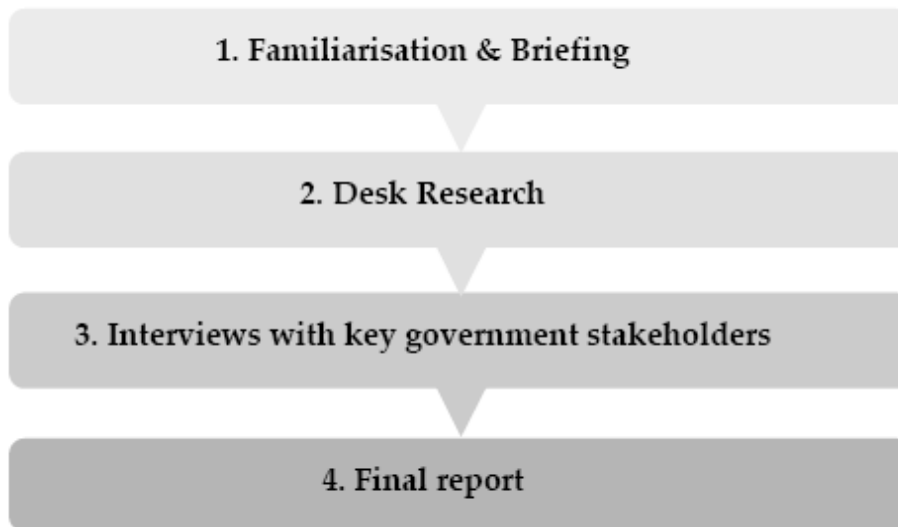 1. Familiarisation & Briefing
2. Desk Research
3. Interviews with key government stakeholders
4. Final report